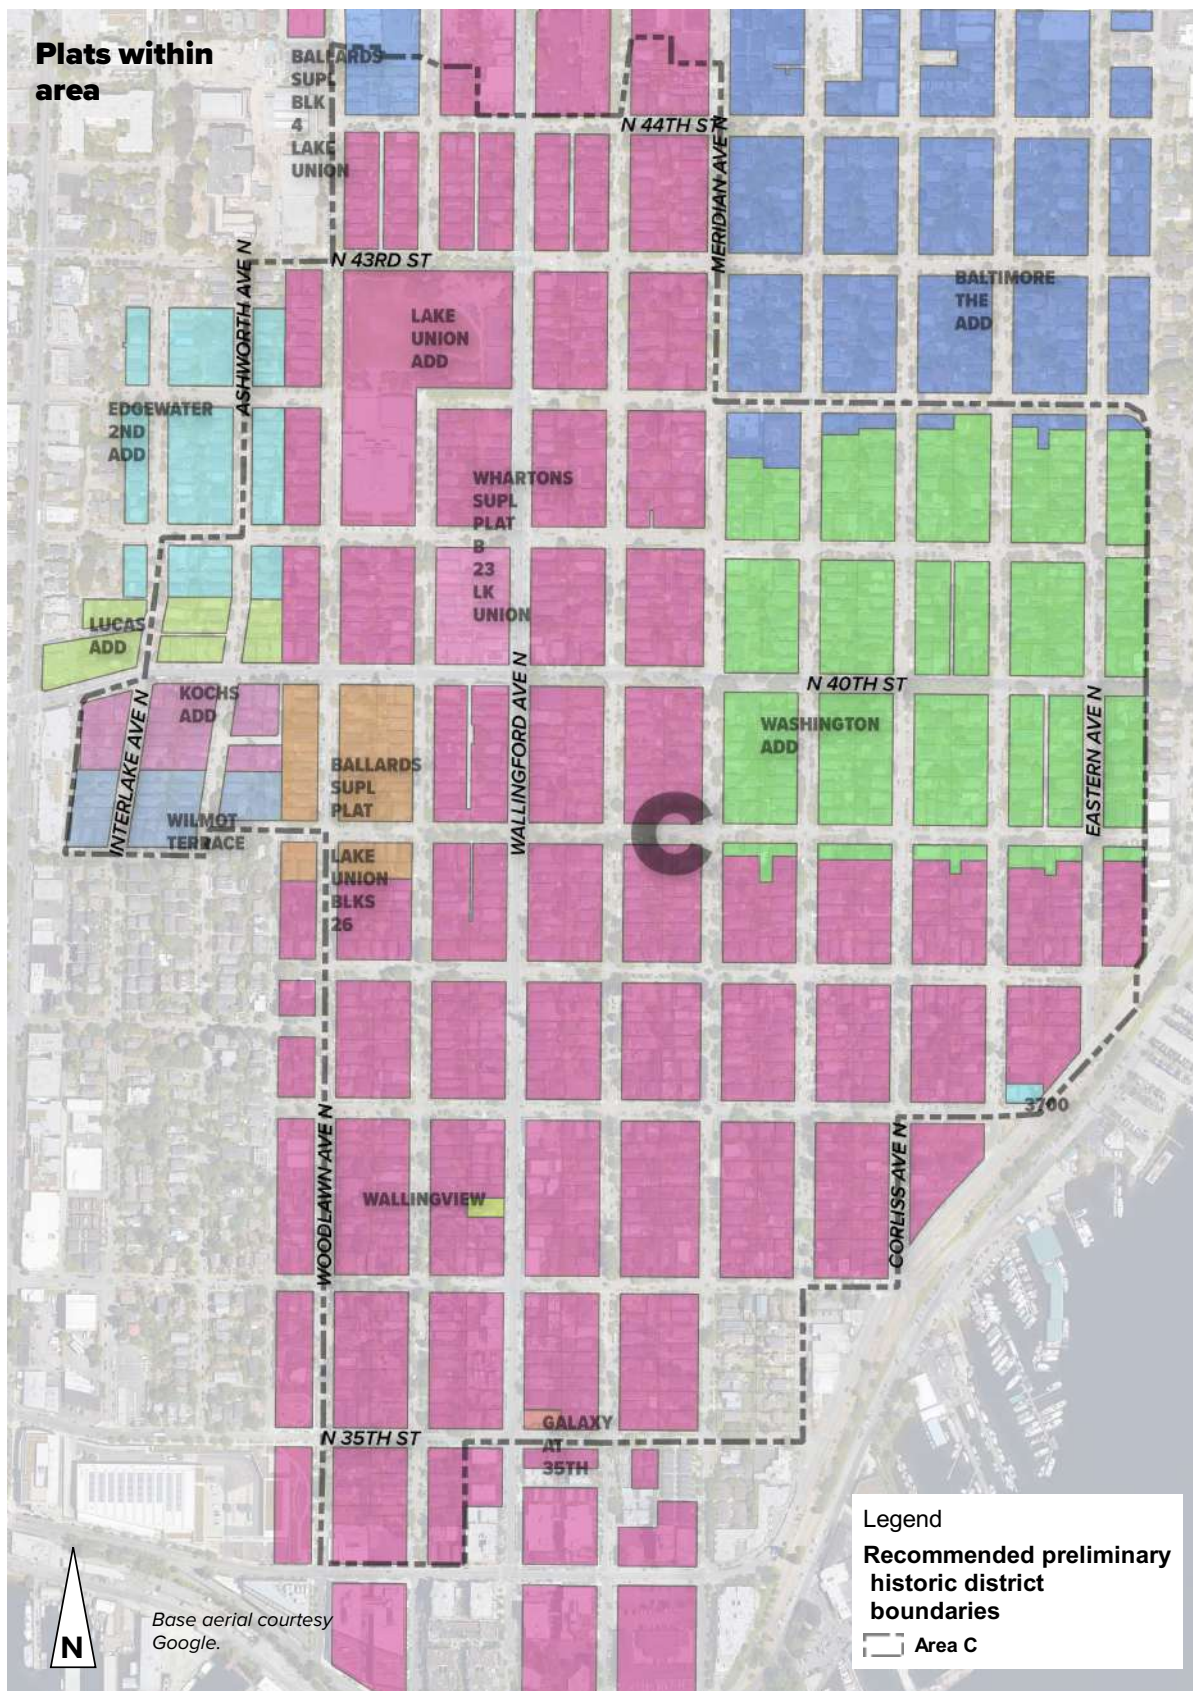 Plats within
area
BALLARDS
SUPL
BLK
4
LAKE
UNION
N 44TH ST
MERIDIAN AVE N
N 43RD ST
ASHWORTH AVE N
BALTIMORE
THE
ADD
LAKE
UNION
ADD
EDGEWATER
2ND
ADD
WHARTONS
SUPL
PLAT
B
23
LK
UNION
LUCAS
ADD
N 40TH ST
KOCHS
ADD
INTERLAKE AVE N
WALLINGFORD AVE N
WASHINGTON
ADD
EASTERN AVE N
BALLARDS
SUPL
PLAT
WILMOT
TERRACE
C
LAKE
UNION
BLKS
26
3700
WOODLAWN AVE N
CORLISS AVE N
WALLINGVIEW
GALAXY
AT
35TH
N 35TH ST
Legend
Recommended preliminary
historic district
boundaries
Area C
N
Base aerial courtesy
Google.